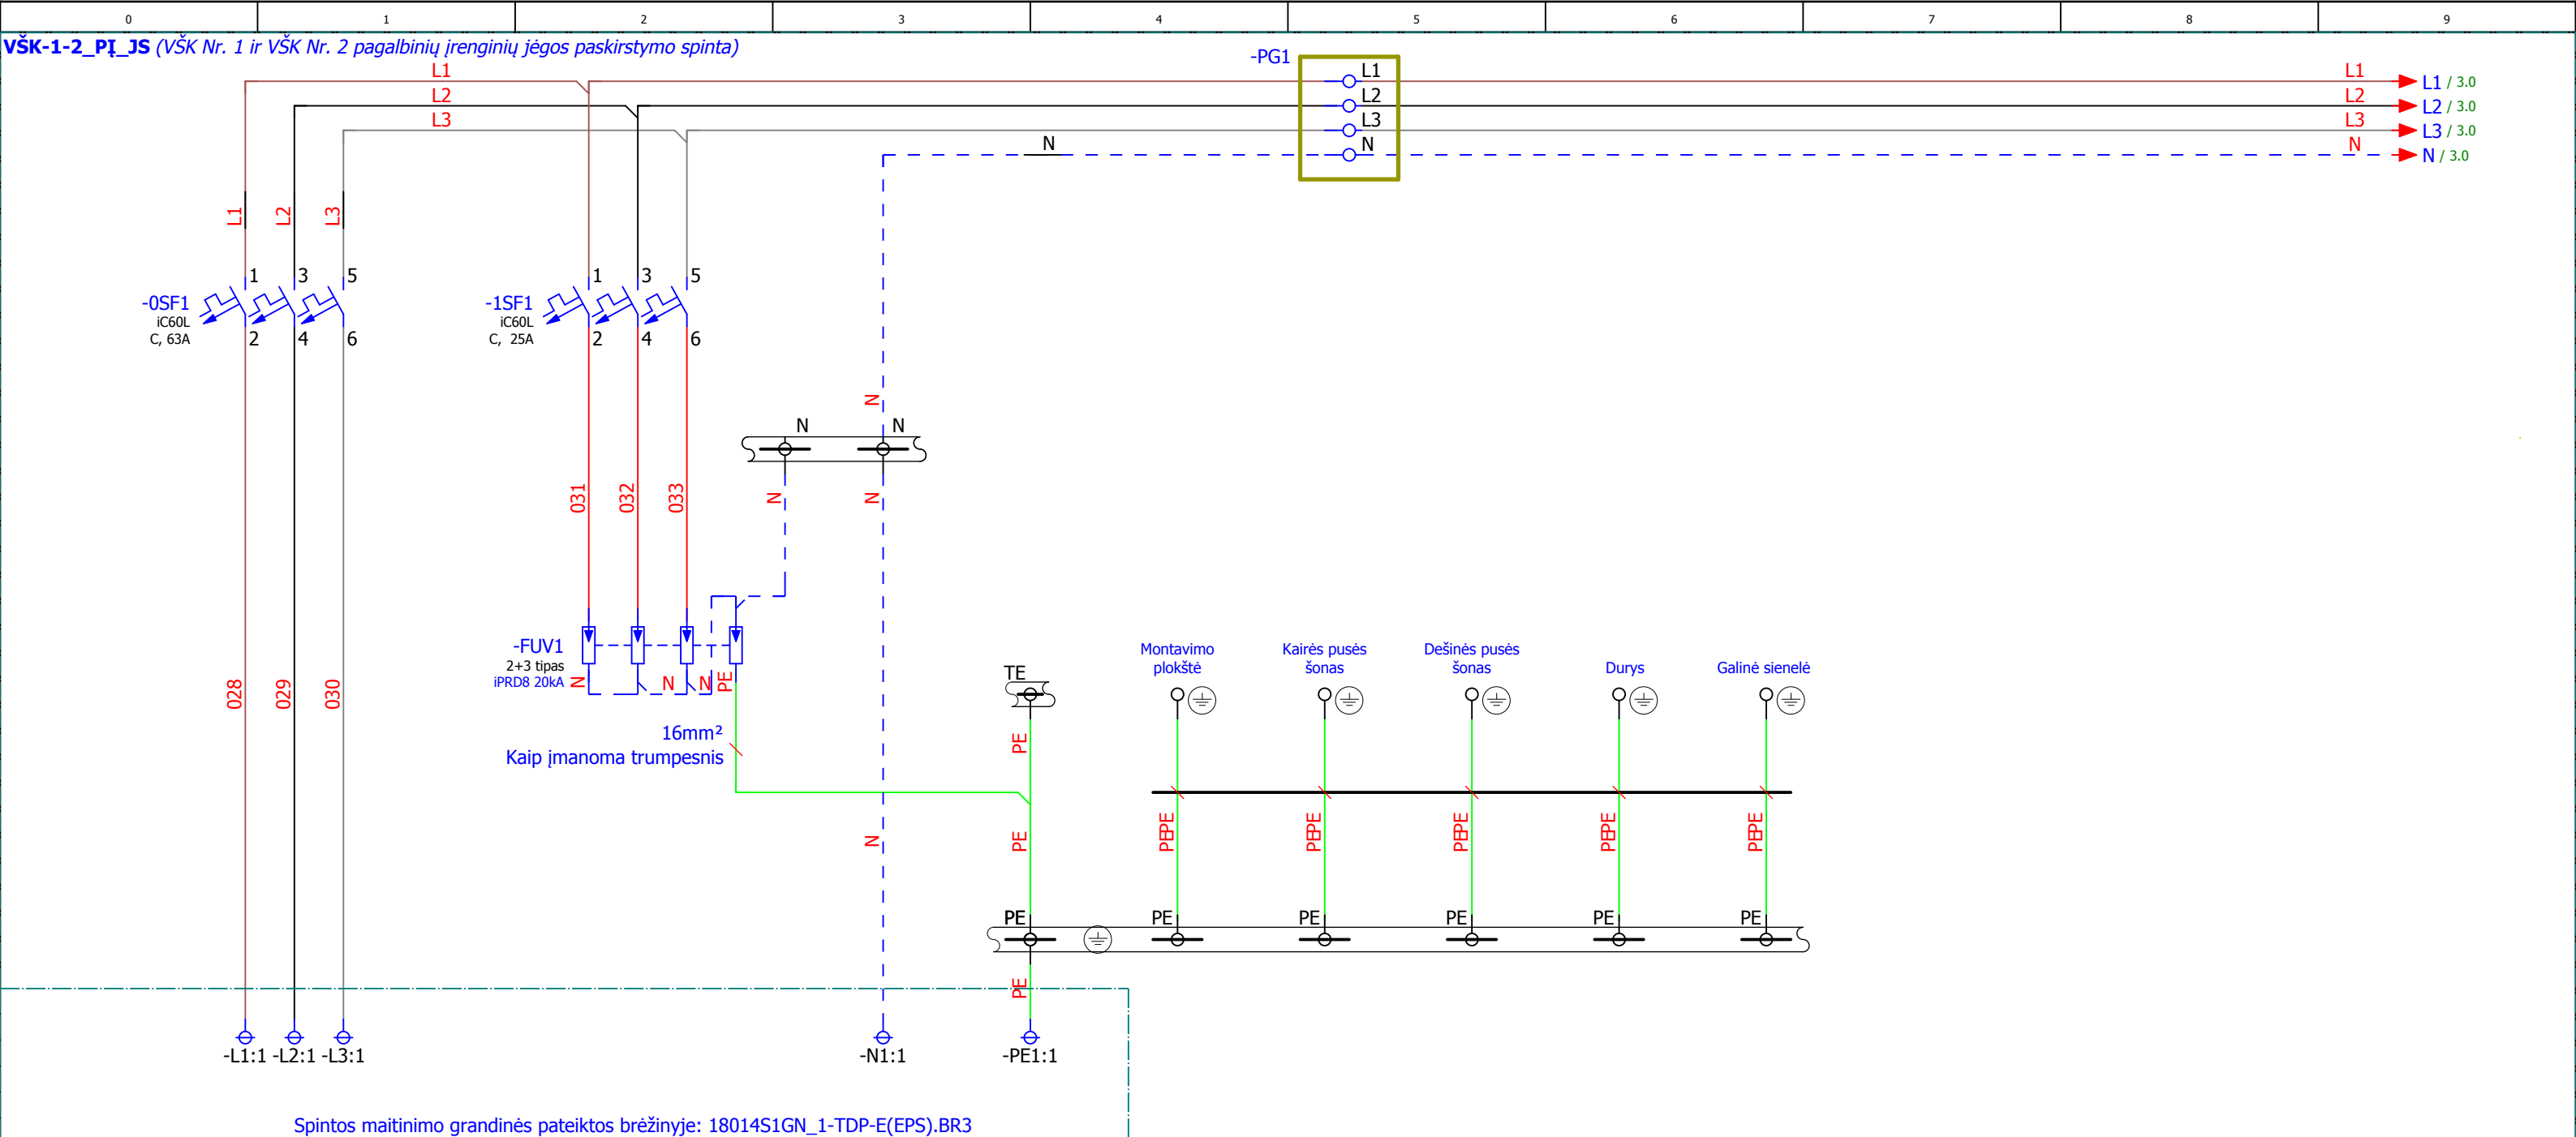 0 1 2 3 4 5 6 7 8 9
VŠK-1-2_PĮ_JS (VŠK Nr. 1 ir VŠK Nr. 2 pagalbinių įrenginių jėgos paskirstymo spinta)
-PG1
L1 L1 L1 L1 / 3.0
L2 L2 L2 L2 / 3.0
L3 L3 L3 L3 / 3.0
N N N N / 3.0
L1 L2 L3
1 3 5 1 3 5
-0SF1 -1SF1
iC60L iC60L
C, 63A C, 25A
2 4 6 2 4 6
N
N N
031 032 033 N N
-FUV1
2+3 tipas
iPRD8 20kA
N N N PE
028 029 030
TE
Montavimo
plokštė
Kairės pusės
šonas
Dešinės pusės
šonas
Durys
Galinė sienelė
16mm²
Kaip įmanoma trumpesnis
PE
N PE PEPE PEPE PEPE PEPE PEPE
PE PE PE PE PE PE
PE
-L1:1 -L2:1 -L3:1 -N1:1 -PE1:1
Spintos maitinimo grandinės pateiktos brėžinyje: 18014S1GN_1-TDP-E(EPS).BR3